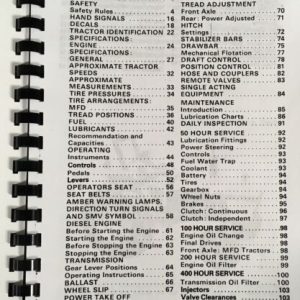 SAFETY
Safety Rules 4
HAND SIGNALS
DECALS 18
TRACTOR IDENTIFICATION 22
SPECIFICATIONS:
ENGINE 24
SPECIFICATIONS:
GENERAL 27
APPROXIMATE TRACTOR
SPEEDS 32
APPROXIMATE
MEASUREMENTS 33
TIRE PRESSURES 35
TIRE ARRANGEMENTS:
MFD 35
TREAD POSITIONS 36
FUEL 40
LUBRICANTS 42
Recommendation and
Capacities 43
OPERATING
Instruments 44
Controls 48
Pedals 50
Levers 52
OPERATORS SEAT 56
SEAT BELTS 57
AMBER WARNING LAMPS,
DIRECTION TURN SIGNALS
AND SMV SYMBOL 58
DIESEL ENGINE
Before Starting the Engine 61
Starting the Engine 61
Before Stopping the Engine 63
Stopping the Engine 63
TRANSMISSION
Gear Lever Positions 64
Operating Instructions 65
BALLAST 66
WHEEL SLIP 67
POWER TAKE OFF
TREAD ADJUSTMENT
Front Axle 70
Rear: Power Adjusted 71
HITCH
Settings 72
STABILIZER BARS 74
DRAWBAR 75
Mechanical Flotation 77
DRAFT CONTROL 78
POSITION CONTROL 81
HOSE AND COUPLERS 82
REMOTE VALVES 83
SINGLE ACTING
EQUIPMENT 84
MAINTENANCE
Introduction 85
Lubrication Charts 86
DAILY INSPECTION 91
50 HOUR SERVICE 92
Lubrication Fittings 92
Power Steering 92
Controls 93
Fuel Water Trap 93
Coolant 93
Battery 94
Tires 94
Gearbox 94
Wheel Nuts 94
Brakes 95
Clutch: Continuous 96
Clutch: Independent 97
100 HOUR SERVICE 98
Engine Oil Change 98
Final Drives 98
Front Axle: MFD Tractors 98
200 HOUR SERVICE 99
Engine Oil Filter 99
400 HOUR SERVICE 100
Transmission Oil Filter 100
Injectors 103
Valve Clearances